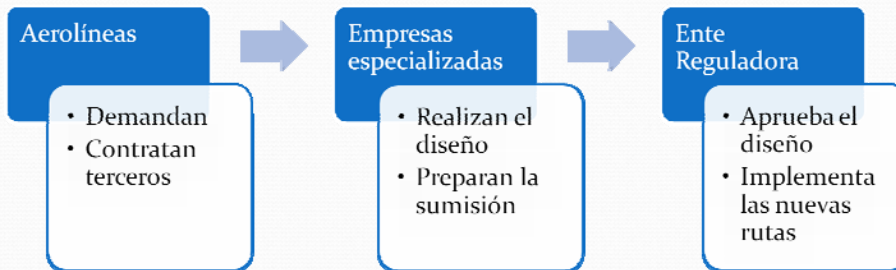 Aerolíneas
• Demandan
• Contratan
terceros
Empresas
especializadas
• Realizan el
diseño
• Preparan la
sumisión
Ente
Reguladora
• Aprueba el
diseño
• Implementa
las nuevas
rutas